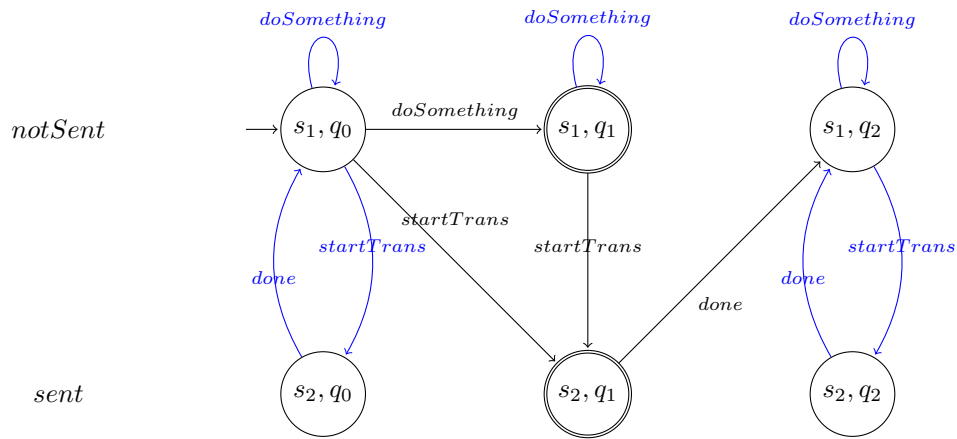 doSomething doSomething doSomething
notSent s₁, q₀ doSomething s₁, q₁ s₁, q₂
startTrans
startTrans startTrans startTrans
done done done
sent s₂, q₀ s₂, q₁ s₂, q₂